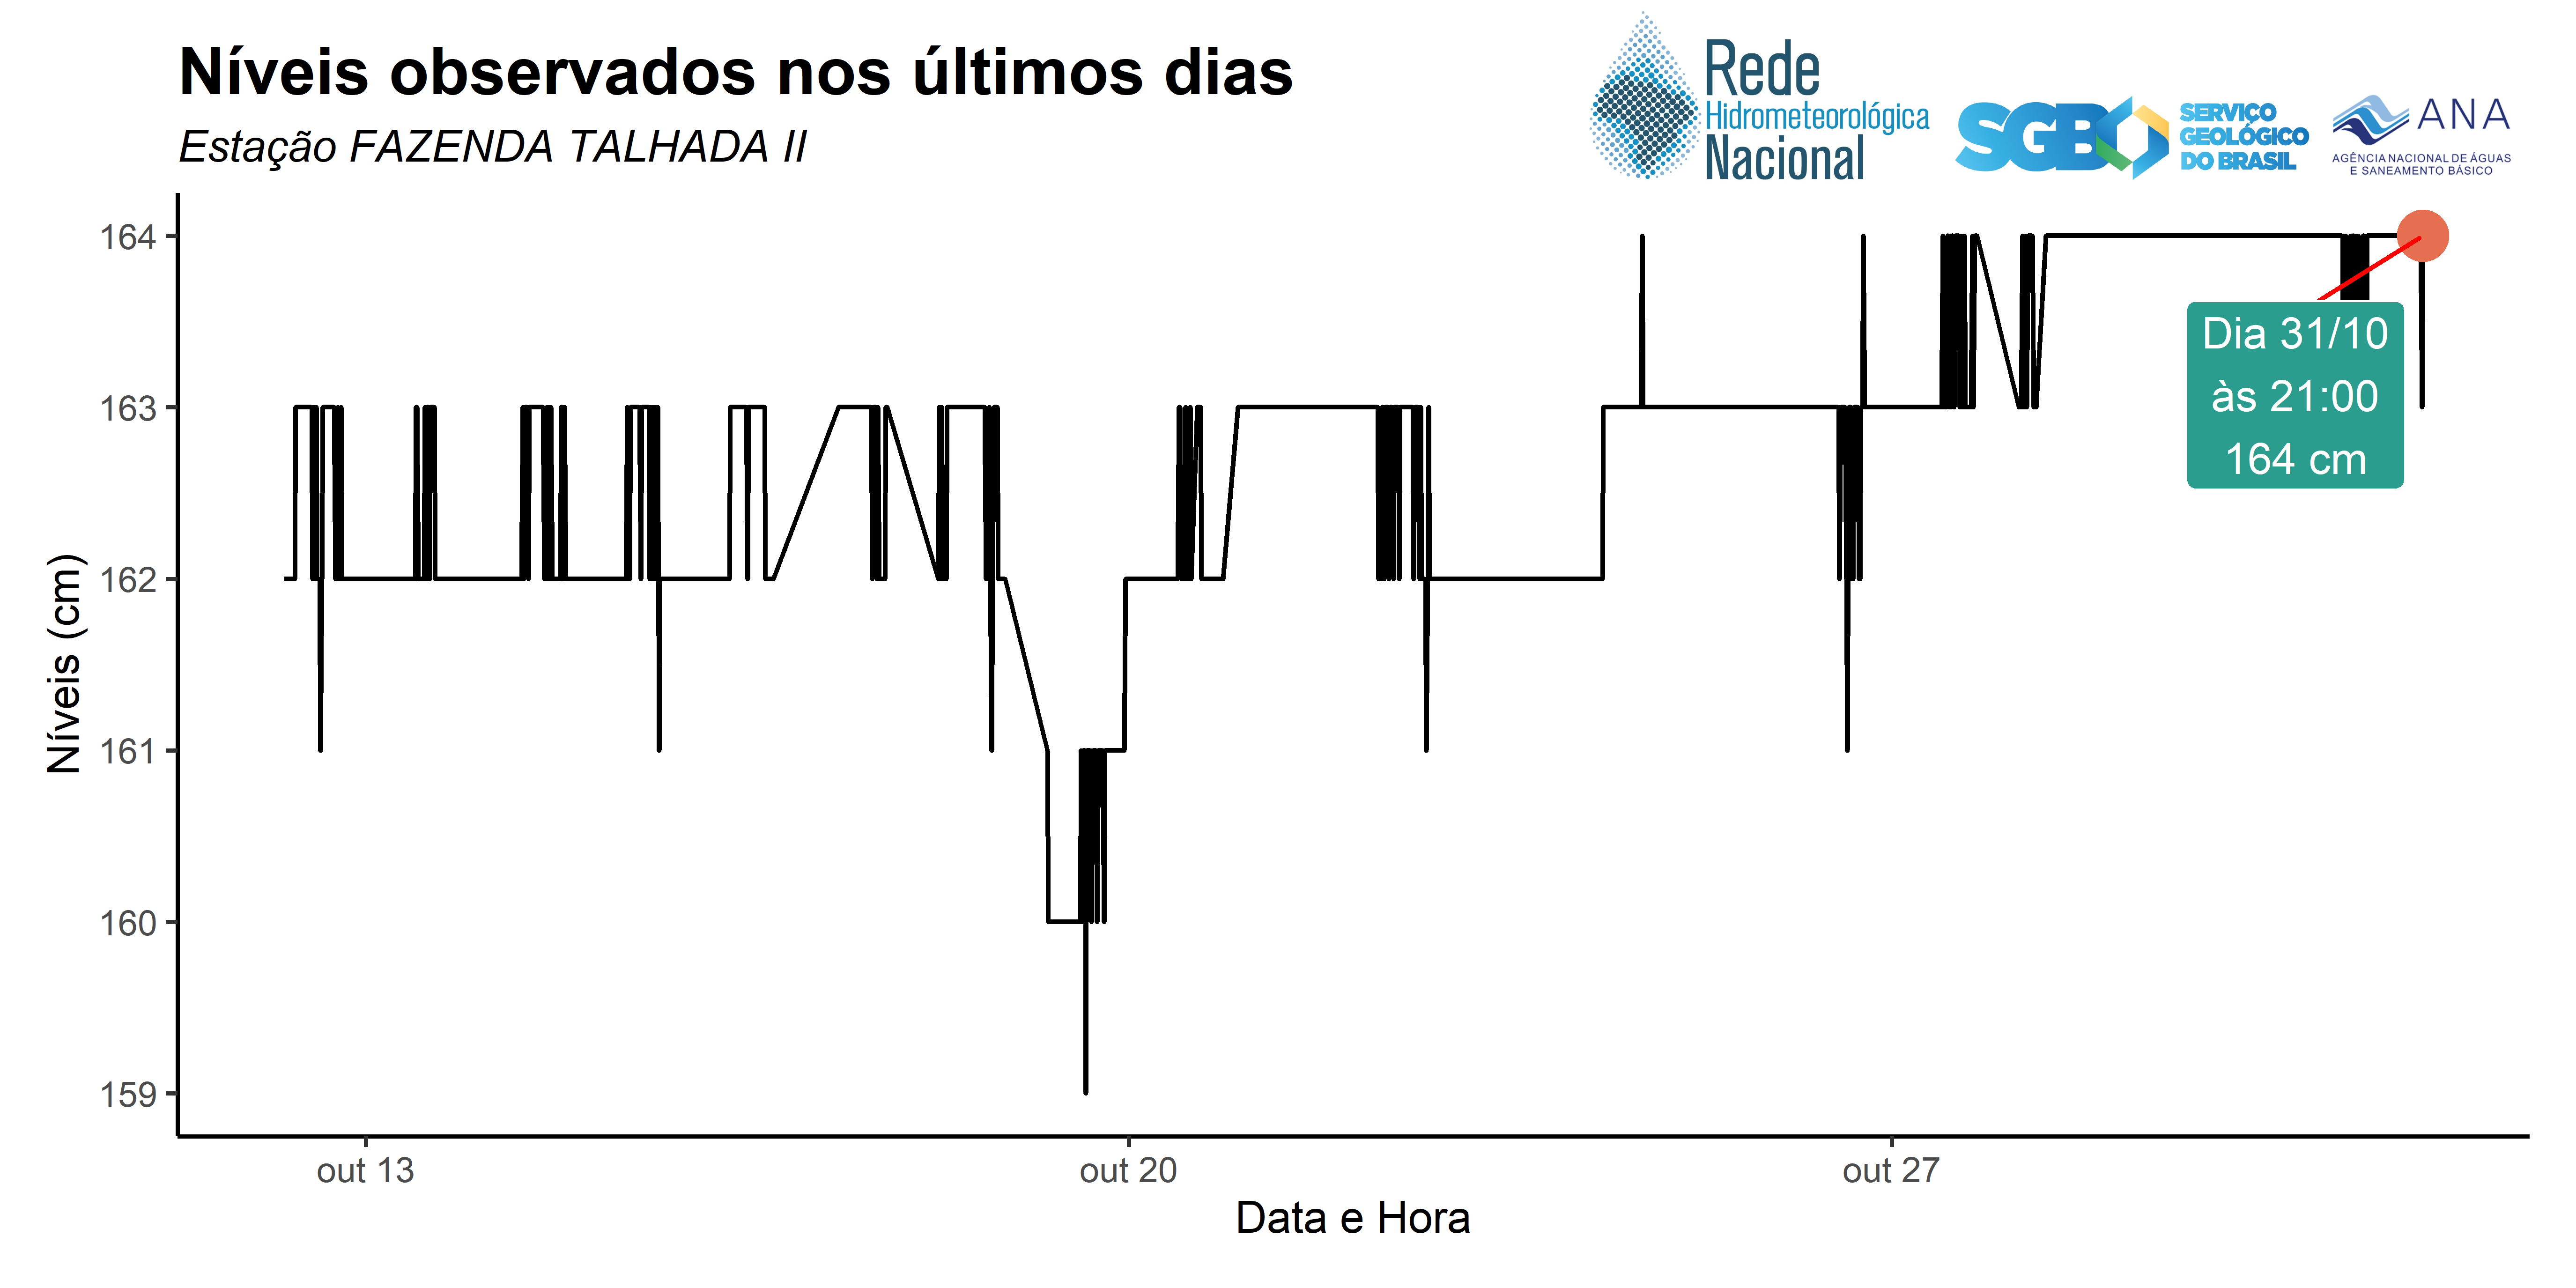 Níveis observados nos últimos dias
Estação FAZENDA TALHADA II
Rede
Hidrometeorológica
Nacional
SGB
SERVIÇO
GEOLÓGICO
DO BRASIL
ANA
AGÊNCIA NACIONAL DE ÁGUAS
E SANEAMENTO BÁSICO
164
163
162
161
160
159
Níveis (cm)
Dia 31/10
às 21:00
164 cm
out 13
out 20
out 27
Data e Hora